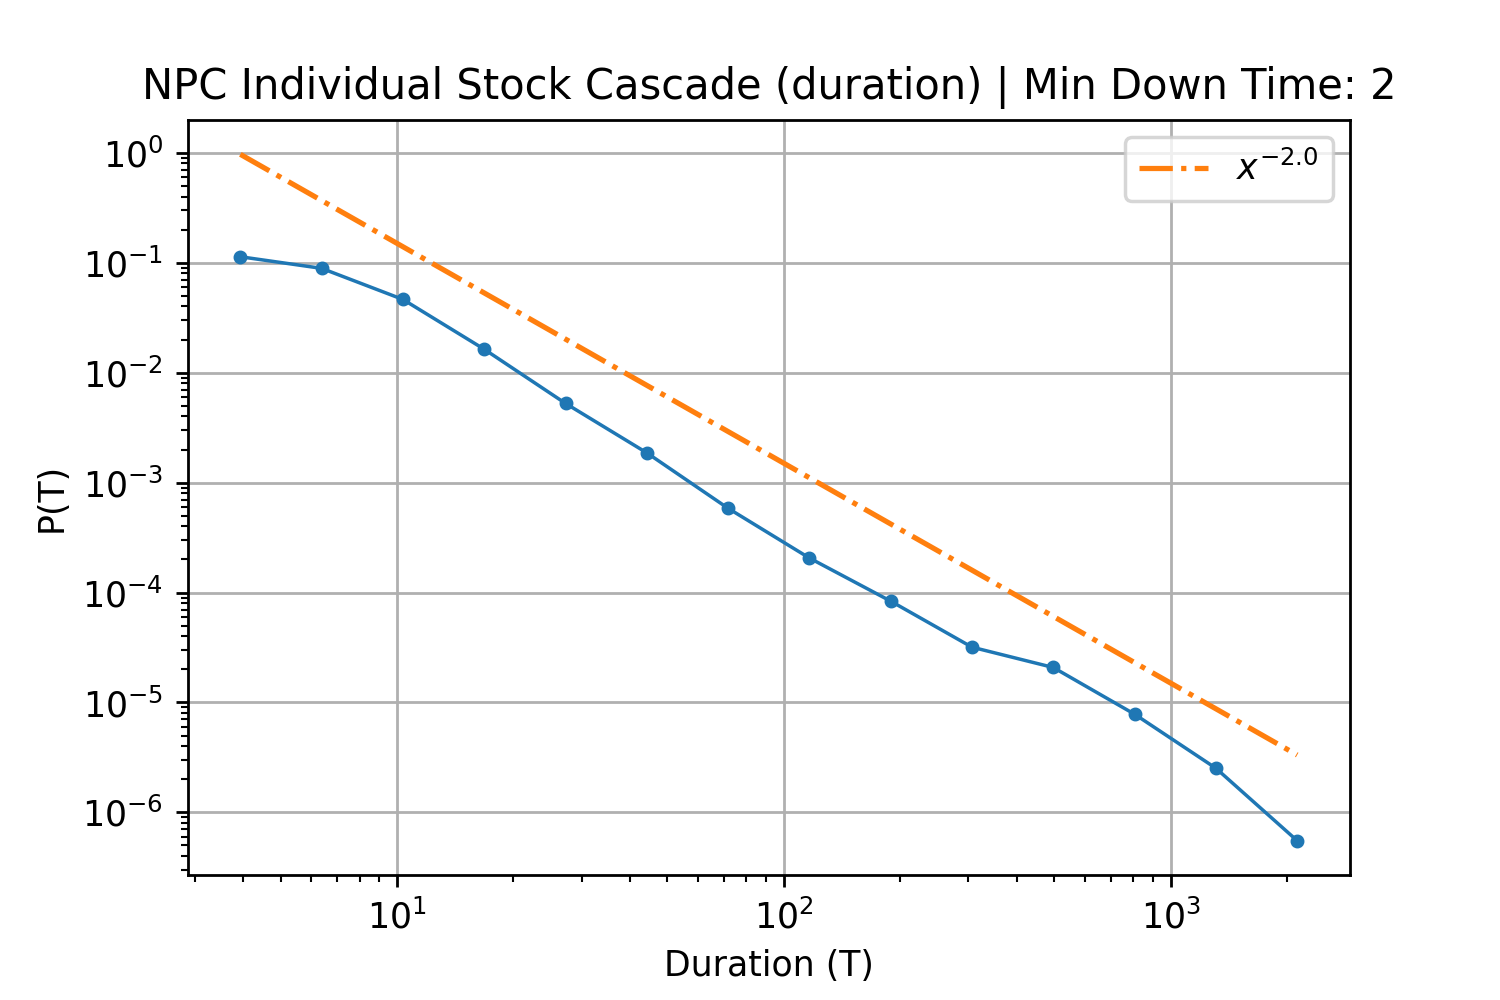 NPC Individual Stock Cascade (duration) | Min Down Time: 2
x^{-2.0}
10^0
10^{-1}
10^{-2}
10^{-3}
10^{-4}
10^{-5}
10^{-6}
P(T)
10^1 10^2 10^3
Duration (T)